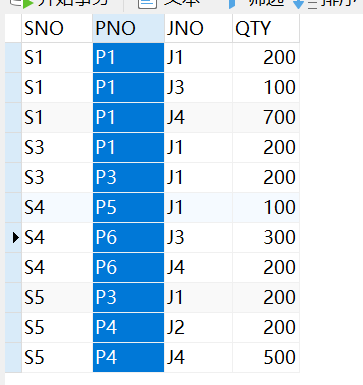 开始事务 文本 筛选 排序
SNO PNO JNO QTY
S1 P1 J1 200
S1 P1 J3 100
S1 P1 J4 700
S3 P1 J1 200
S3 P3 J1 200
S4 P5 J1 100
S4 P6 J3 300
S4 P6 J4 200
S5 P3 J1 200
S5 P4 J2 200
S5 P4 J4 500